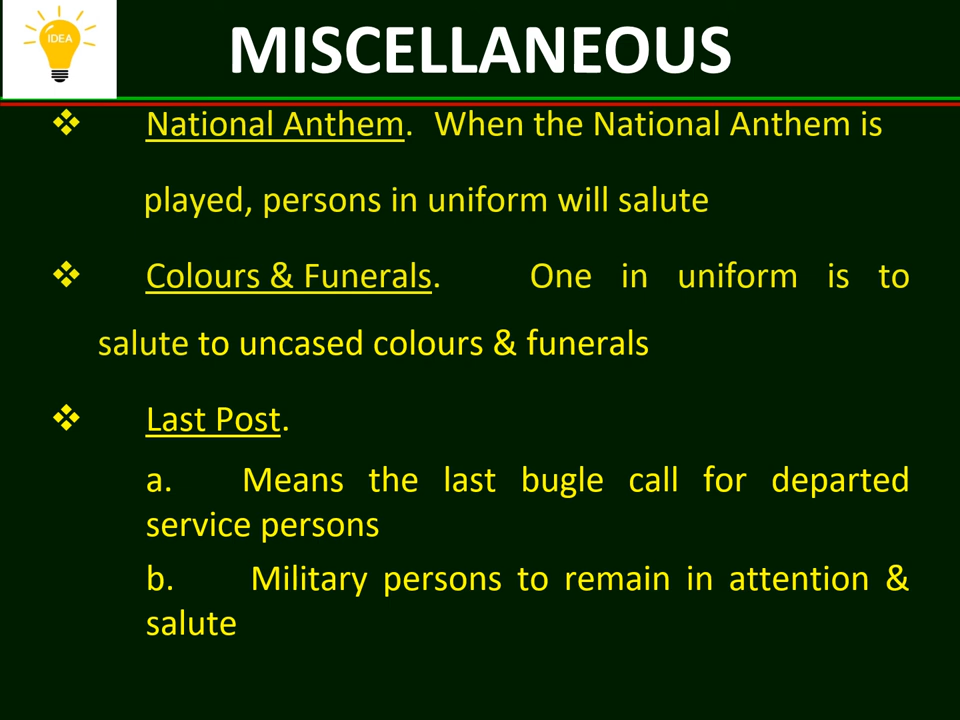 IDEA
MISCELLANEOUS
❖ National Anthem. When the National Anthem is
played, persons in uniform will salute
❖ Colours & Funerals. One in uniform is to
salute to uncased colours & funerals
❖ Last Post.
a. Means the last bugle call for departed
service persons
b. Military persons to remain in attention &
salute